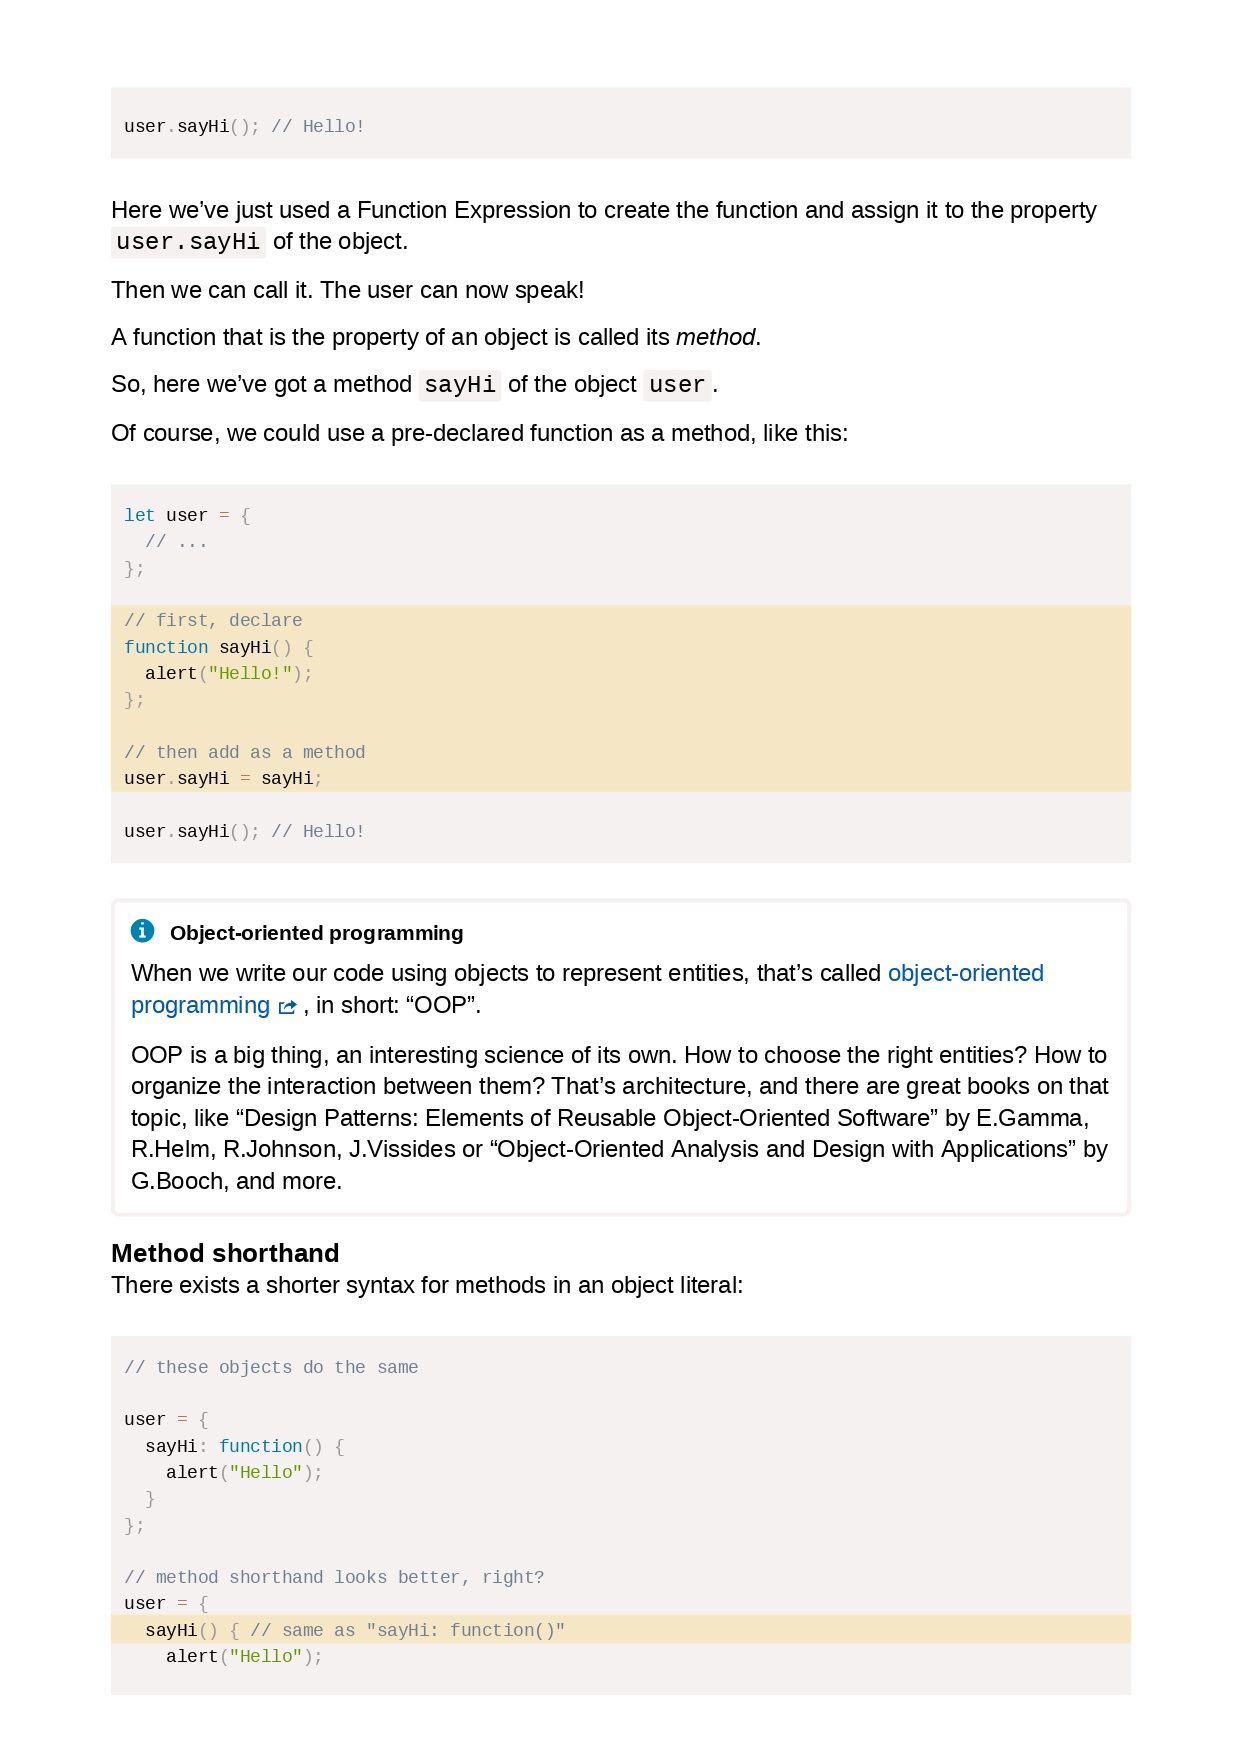 user.sayHi(); // Hello!
Here we’ve just used a Function Expression to create the function and assign it to the property
user.sayHi of the object.
Then we can call it. The user can now speak!
A function that is the property of an object is called its method.
So, here we’ve got a method sayHi of the object user.
Of course, we could use a pre-declared function as a method, like this:
let user = {
  // ...
};
// first, declare
function sayHi() {
  alert("Hello!");
};
// then add as a method
user.sayHi = sayHi;
user.sayHi(); // Hello!
Object-oriented programming
When we write our code using objects to represent entities, that’s called object-oriented
programming , in short: “OOP”.
OOP is a big thing, an interesting science of its own. How to choose the right entities? How to
organize the interaction between them? That’s architecture, and there are great books on that
topic, like “Design Patterns: Elements of Reusable Object-Oriented Software” by E.Gamma,
R.Helm, R.Johnson, J.Vissides or “Object-Oriented Analysis and Design with Applications” by
G.Booch, and more.
Method shorthand
There exists a shorter syntax for methods in an object literal:
// these objects do the same
user = {
  sayHi: function() {
    alert("Hello");
  }
};
// method shorthand looks better, right?
user = {
  sayHi() { // same as "sayHi: function()"
    alert("Hello");